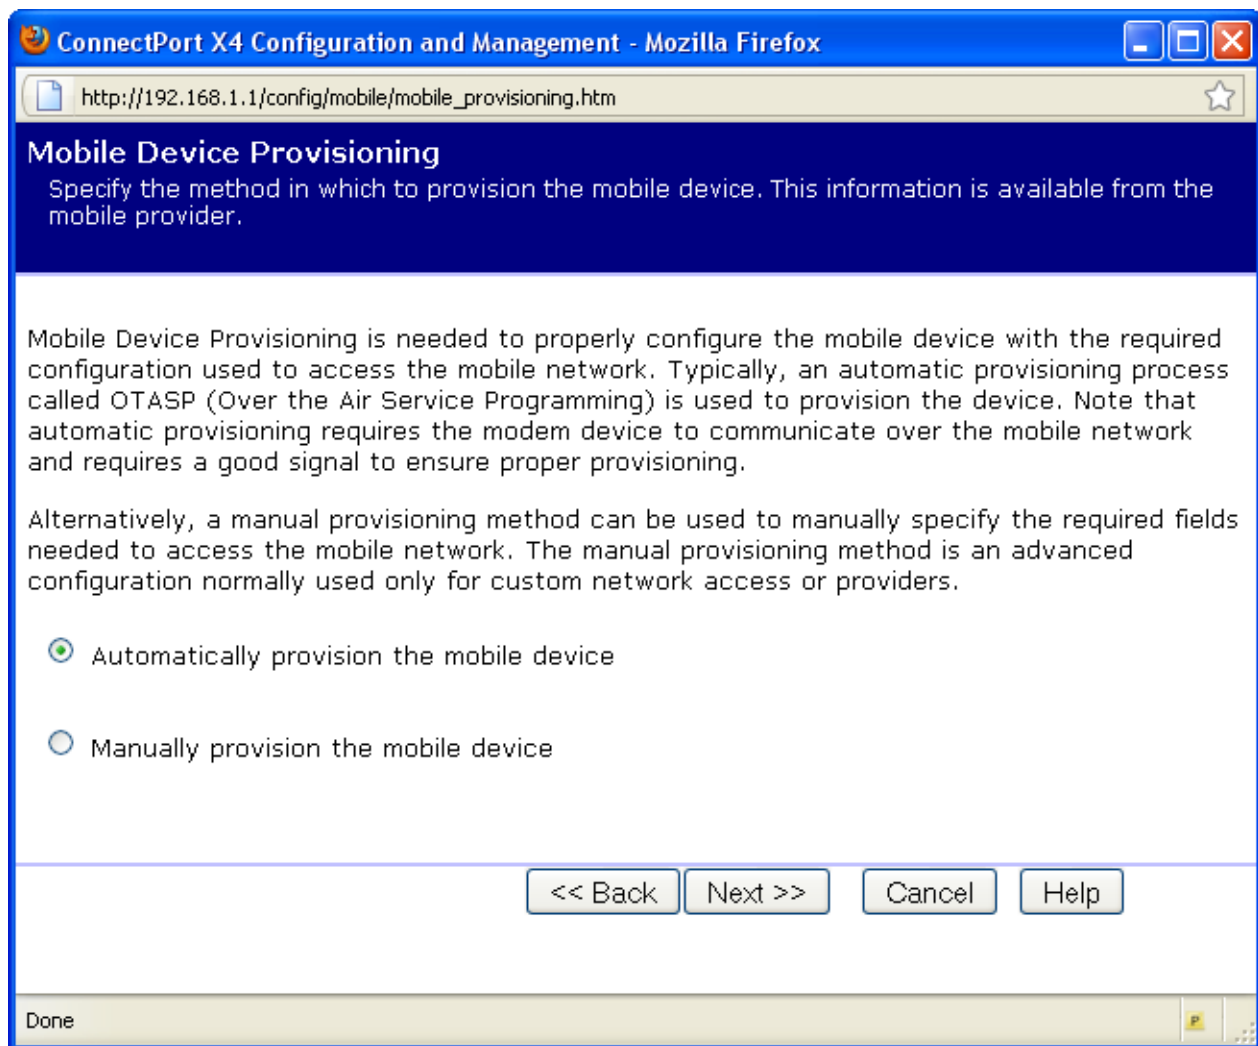 ConnectPort X4 Configuration and Management - Mozilla Firefox
http://192.168.1.1/config/mobile/mobile_provisioning.htm
Mobile Device Provisioning
Specify the method in which to provision the mobile device. This information is available from the
mobile provider.
Mobile Device Provisioning is needed to properly configure the mobile device with the required
configuration used to access the mobile network. Typically, an automatic provisioning process
called OTASP (Over the Air Service Programming) is used to provision the device. Note that
automatic provisioning requires the modem device to communicate over the mobile network
and requires a good signal to ensure proper provisioning.
Alternatively, a manual provisioning method can be used to manually specify the required fields
needed to access the mobile network. The manual provisioning method is an advanced
configuration normally used only for custom network access or providers.
Automatically provision the mobile device
Manually provision the mobile device
<< Back Next >> Cancel Help
Done P